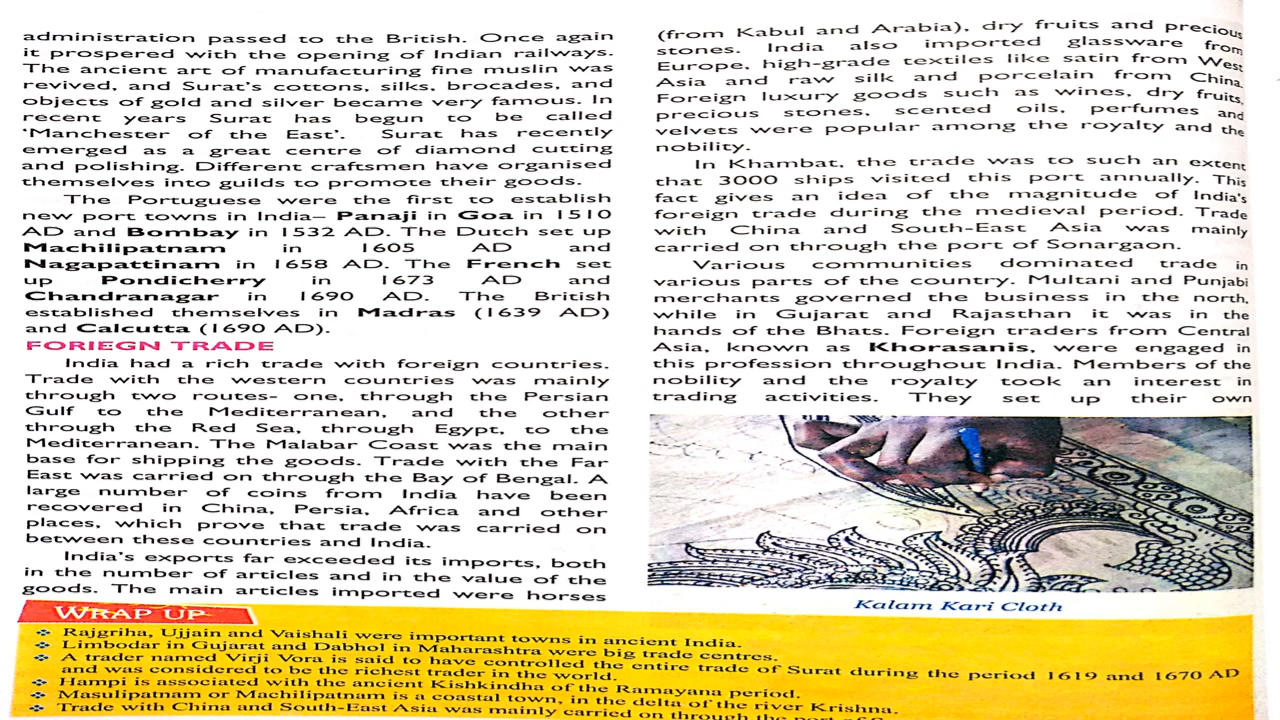 administration passed to the British. Once again
it prospered with the opening of Indian railways.
The ancient art of manufacturing fine muslin was
revived, and Surat's cottons, silks, brocades, and
objects of gold and silver became very famous. In
recent years Surat has begun to be called
'Manchester of the East'. Surat has recently
emerged as a great centre of diamond cutting
and polishing. Different craftsmen have organised
themselves into guilds to promote their goods.
The Portuguese were the first to establish
new port towns in India– Panaji in Goa in 1510
AD and Bombay in 1532 AD. The Dutch set up
Machilipatnam in 1605 AD and
Nagapattinam in 1658 AD. The French set
up Pondicherry in 1673 AD and
Chandranagar in 1690 AD. The British
established themselves in Madras (1639 AD)
and Calcutta (1690 AD).
FORIEGN TRADE
India had a rich trade with foreign countries.
Trade with the western countries was mainly
through two routes- one, through the Persian
Gulf to the Mediterranean, and the other
through the Red Sea, through Egypt, to the
Mediterranean. The Malabar Coast was the main
base for shipping the goods. Trade with the Far
East was carried on through the Bay of Bengal. A
large number of coins from India have been
recovered in China, Persia, Africa and other
places, which prove that trade was carried on
between these countries and India.
India's exports far exceeded its imports, both
in the number of articles and in the value of the
goods. The main articles imported were horses
(from Kabul and Arabia), dry fruits and precious
stones. India also imported glassware from
Europe, high-grade textiles like satin from West
Asia and raw silk and porcelain from China.
Foreign luxury goods such as wines, dry fruits,
precious stones, scented oils, perfumes and
velvets were popular among the royalty and the
nobility.
In Khambat, the trade was to such an extent
that 3000 ships visited this port annually. This
fact gives an idea of the magnitude of India's
foreign trade during the medieval period. Trade
with China and South-East Asia was mainly
carried on through the port of Sonargaon.
Various communities dominated trade in
various parts of the country. Multani and Punjabi
merchants governed the business in the north,
while in Gujarat and Rajasthan it was in the
hands of the Bhats. Foreign traders from Central
Asia, known as Khorasanis, were engaged in
this profession throughout India. Members of the
nobility and the royalty took an interest in
trading activities. They set up their own
Kalam Kari Cloth
WRAP UP
❖ Rajgriha, Ujjain and Vaishali were important towns in ancient India.
❖ Limbodar in Gujarat and Dabhol in Maharashtra were big trade centres.
❖ A trader named Virji Vora is said to have controlled the entire trade of Surat during the period 1619 and 1670 AD
and was considered to be the richest trader in the world.
❖ Hampi is associated with the ancient Kishkindha of the Ramayana period.
❖ Masulipatnam or Machilipatnam is a coastal town, in the delta of the river Krishna.
❖ Trade with China and South-East Asia was mainly carried on through the port of